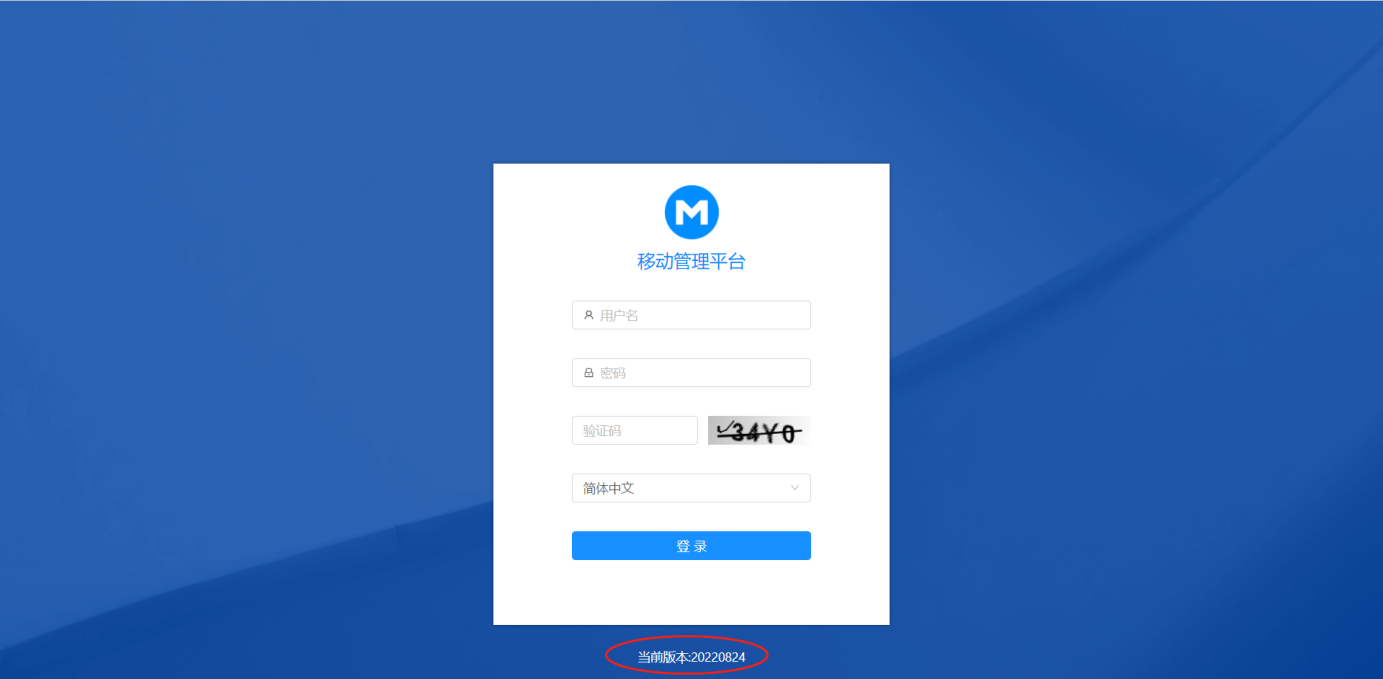 M
移动管理平台
用户名
密码
验证码
34Y0
简体中文
登 录
当前版本:20220824